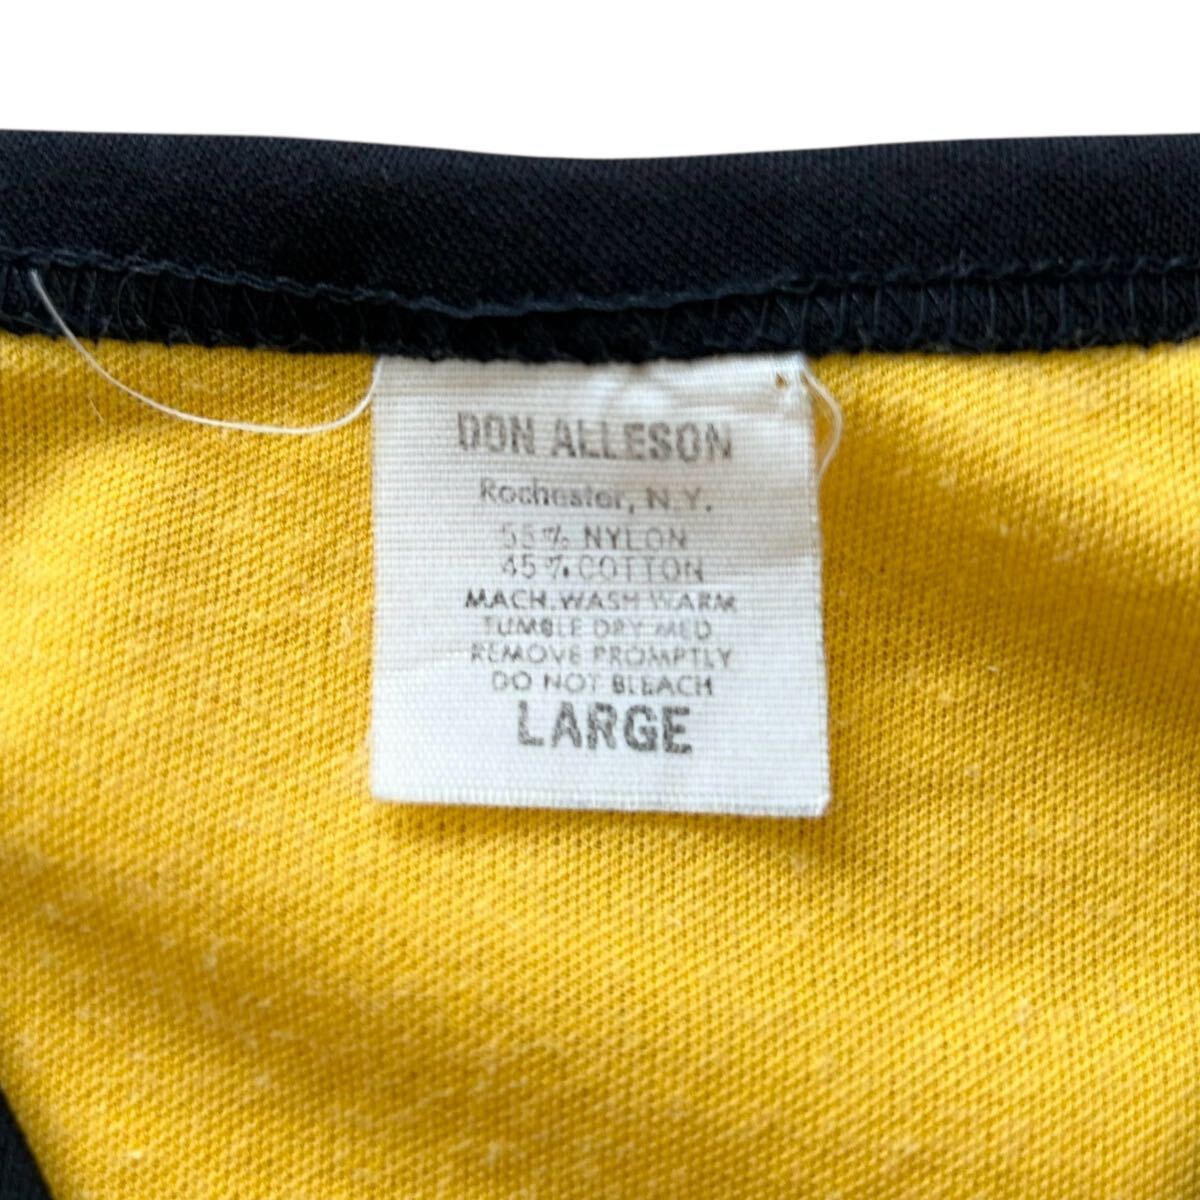 DON ALLESON
Rochester, N.Y.
55% NYLON
45% COTTON
MACH. WASH WARM
TUMBLE DRY MED
REMOVE PROMPTLY
DO NOT BLEACH
LARGE